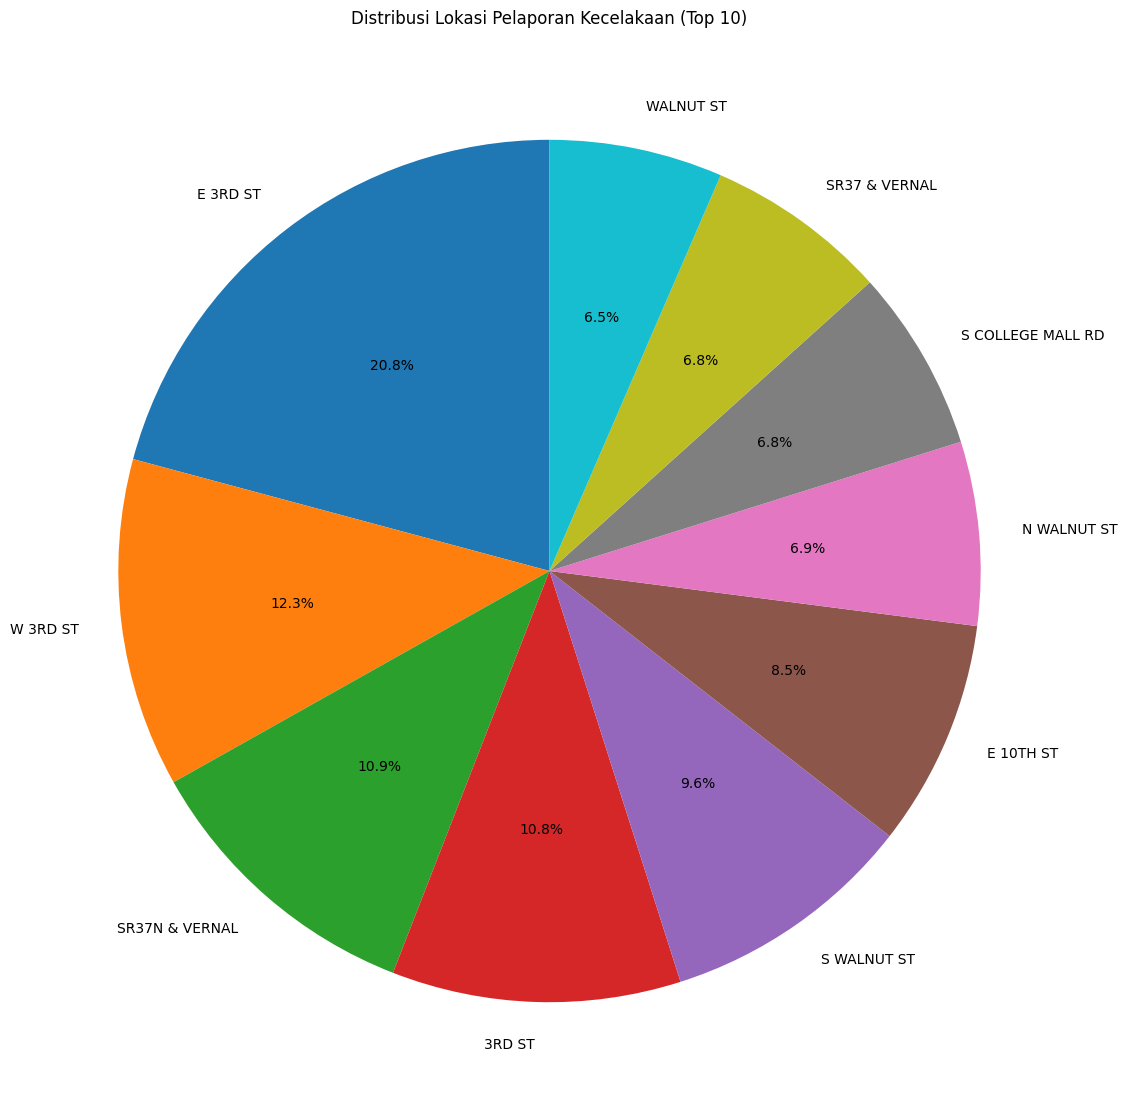 Distribusi Lokasi Pelaporan Kecelakaan (Top 10)
WALNUT ST
SR37 & VERNAL
E 3RD ST
6.5%
S COLLEGE MALL RD
6.8%
20.8%
6.8%
N WALNUT ST
6.9%
12.3%
W 3RD ST
8.5%
E 10TH ST
10.9%
9.6%
10.8%
SR37N & VERNAL
S WALNUT ST
3RD ST